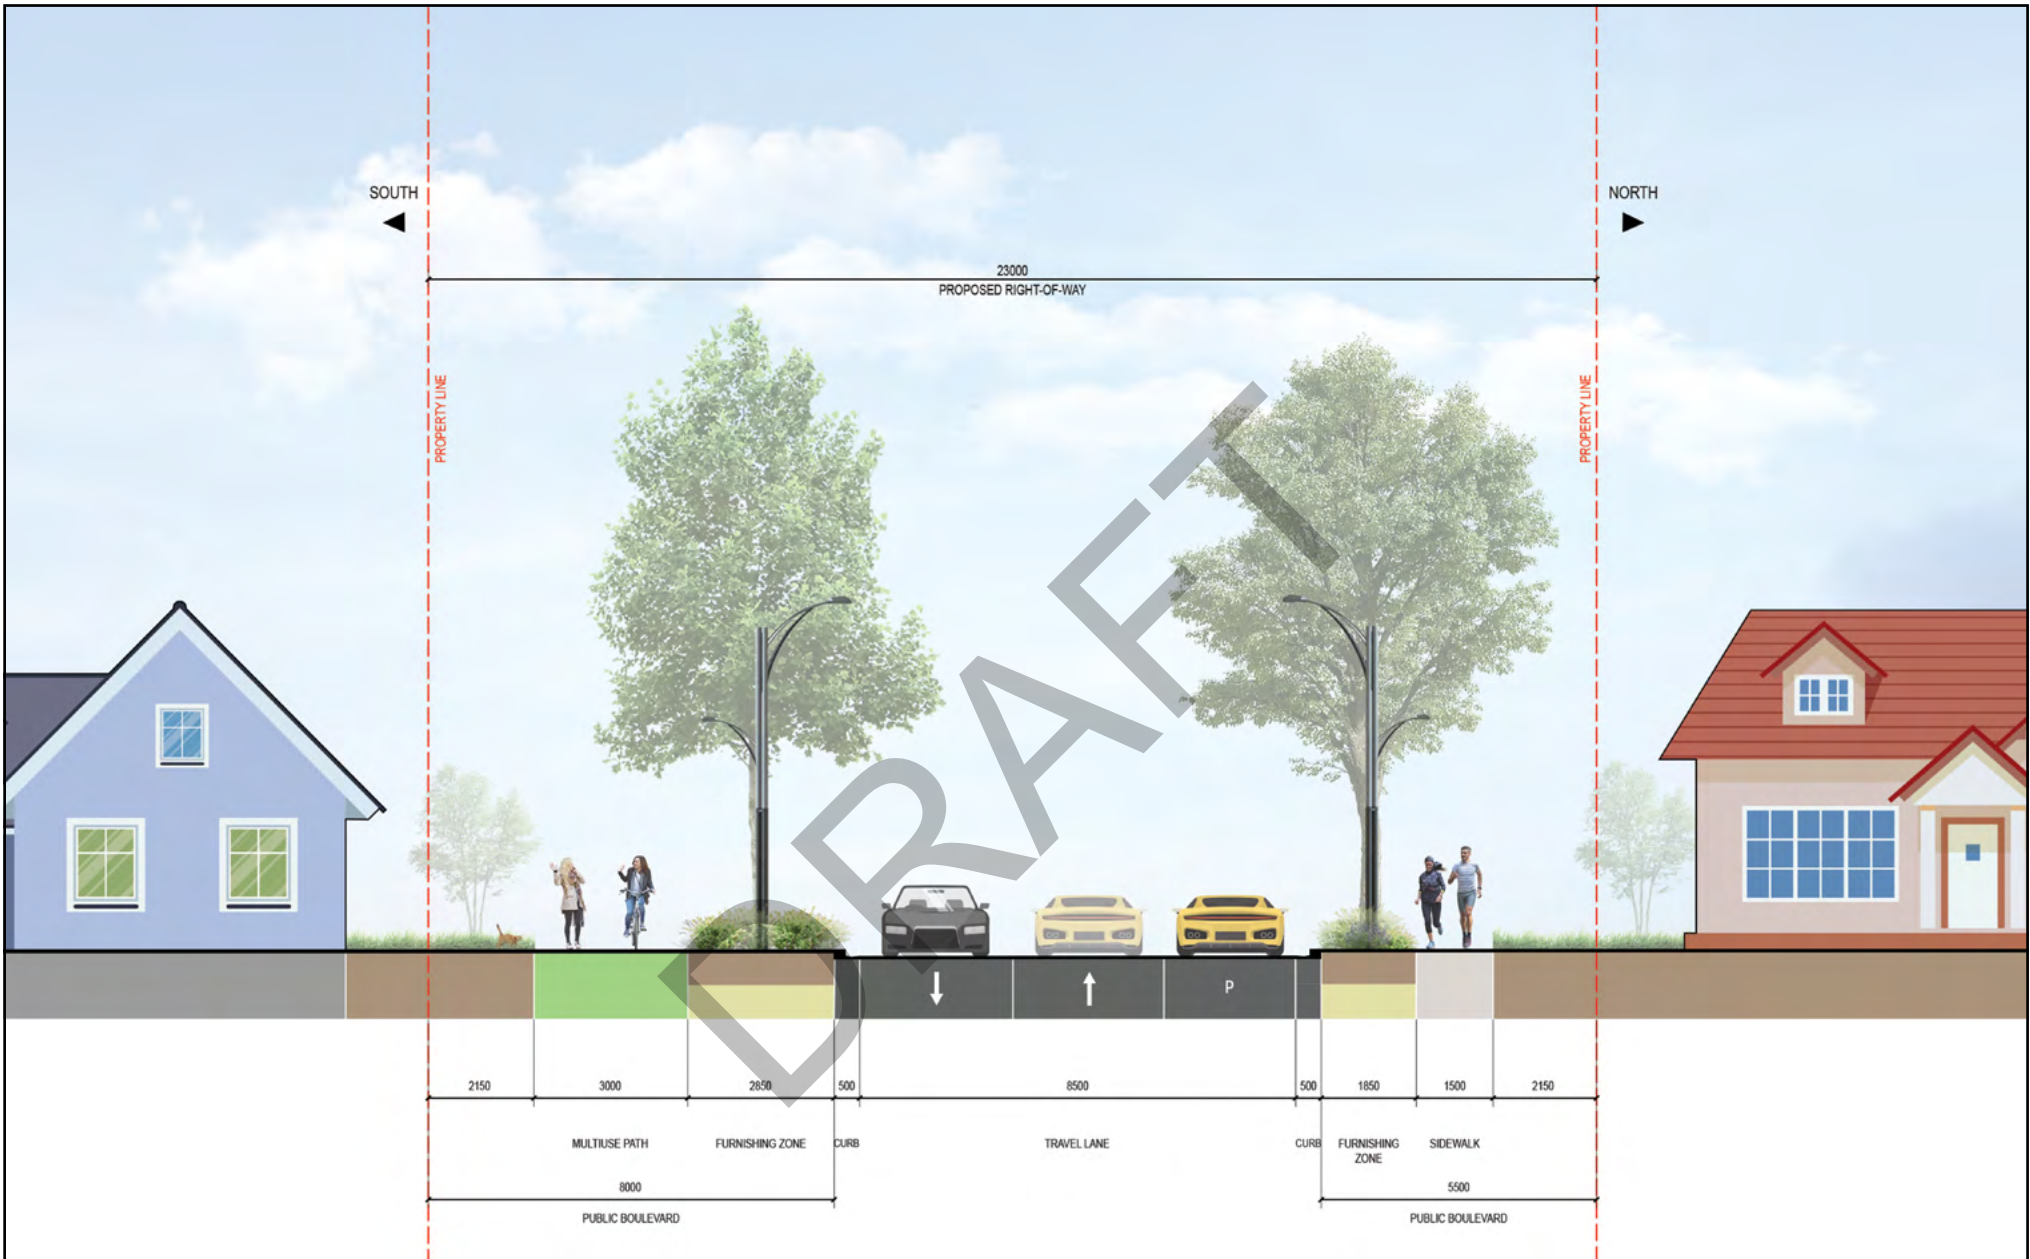 SOUTH
NORTH
23000
PROPOSED RIGHT-OF-WAY
PROPERTY LINE
PROPERTY LINE
DRAFT
P
2150
3000
2850
500
8500
500
1850
1500
2150
MULTIUSE PATH
FURNISHING ZONE
CURB
TRAVEL LANE
CURB
FURNISHING
ZONE
SIDEWALK
8000
5500
PUBLIC BOULEVARD
PUBLIC BOULEVARD